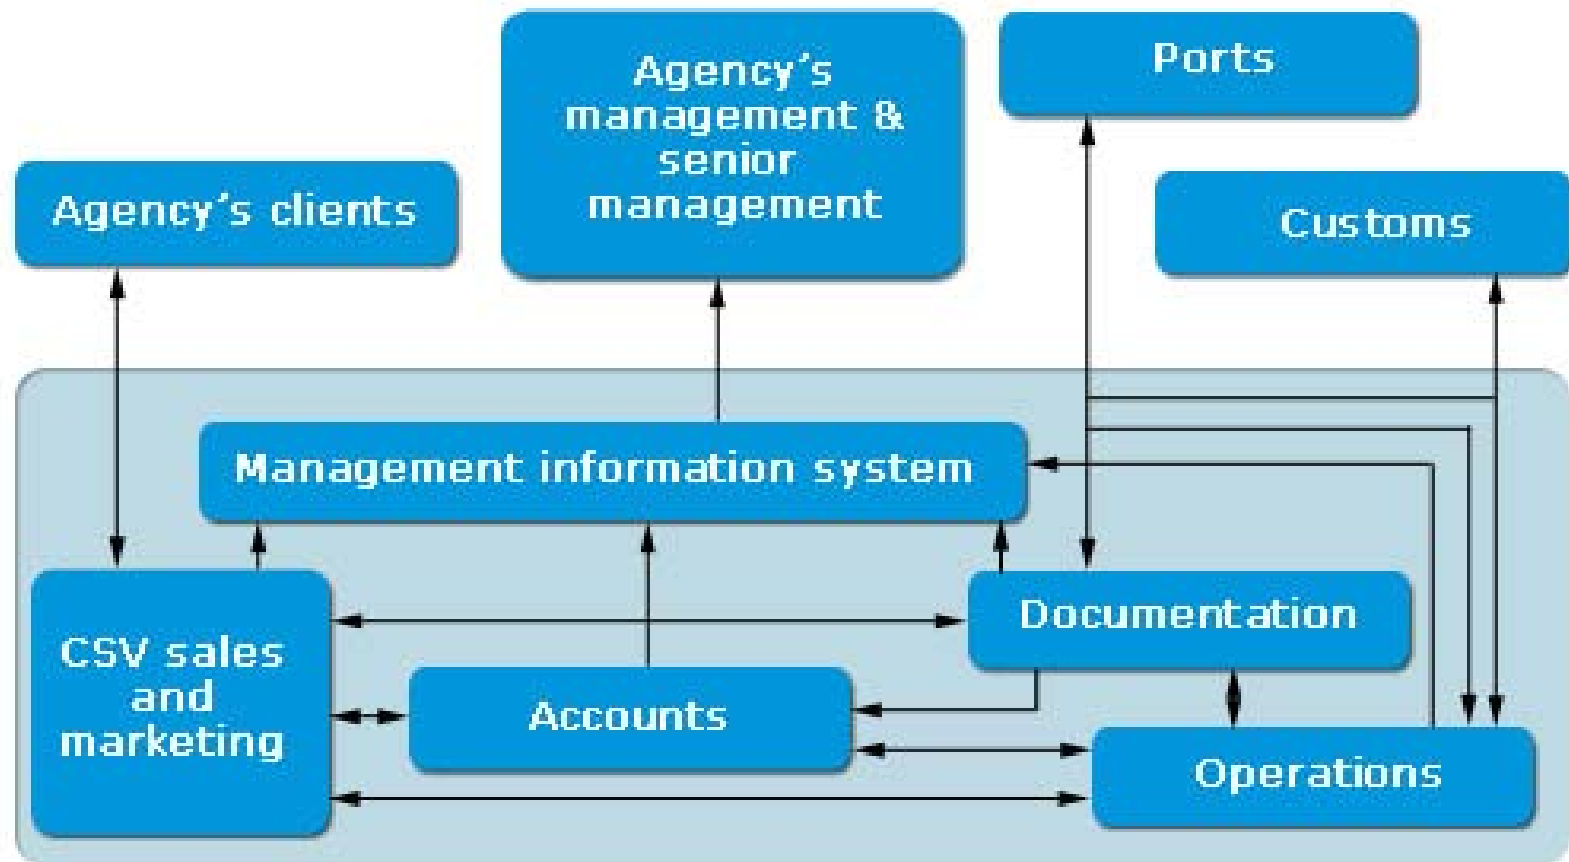 Agency’s
management &
senior
management
Ports
Agency’s clients
Customs
Management information system
CSV sales
and
marketing
Documentation
Accounts
Operations